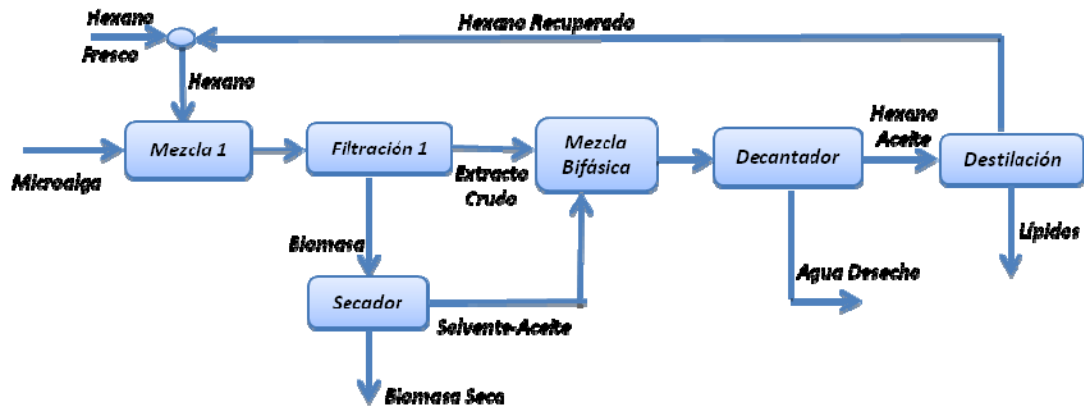 Hexano
Fresco
Hexano Recuperado
Hexano
Microalga
Mezcla 1
Filtración 1
Extracto
Crudo
Mezcla
Bifásica
Decantador
Hexano
Aceite
Destilación
Biomasa
Secador
Solvente-Aceite
Agua Desecho
Lípidos
Biomasa Seca